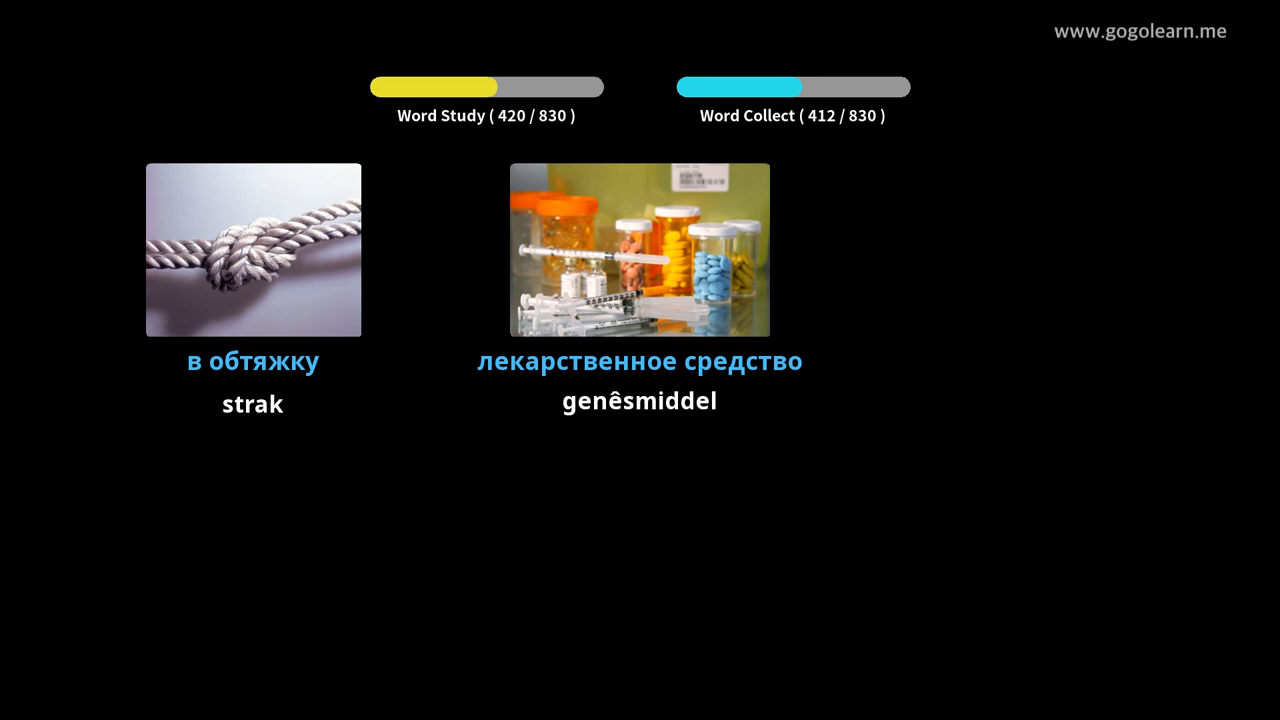 www.gogolearn.me
Word Study ( 420 / 830 )
Word Collect ( 412 / 830 )
в обтяжку
strak
лекарственное средство
genêsmiddel